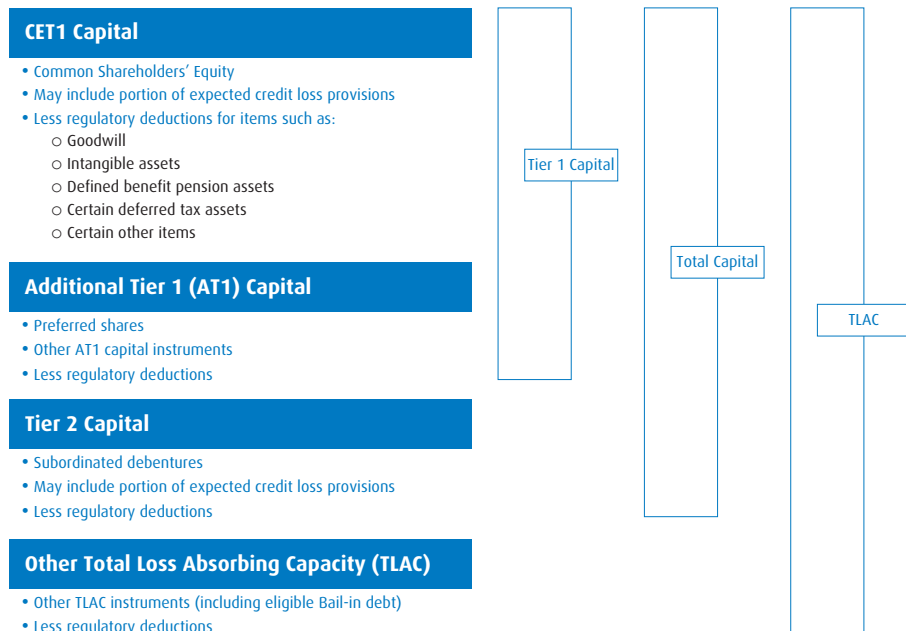 CET1 Capital
• Common Shareholders' Equity
• May include portion of expected credit loss provisions
• Less regulatory deductions for items such as:
○ Goodwill
○ Intangible assets
○ Defined benefit pension assets
○ Certain deferred tax assets
○ Certain other items
Additional Tier 1 (AT1) Capital
• Preferred shares
• Other AT1 capital instruments
• Less regulatory deductions
Tier 2 Capital
• Subordinated debentures
• May include portion of expected credit loss provisions
• Less regulatory deductions
Other Total Loss Absorbing Capacity (TLAC)
• Other TLAC instruments (including eligible Bail-in debt)
• Less regulatory deductions
Tier 1 Capital
Total Capital
TLAC